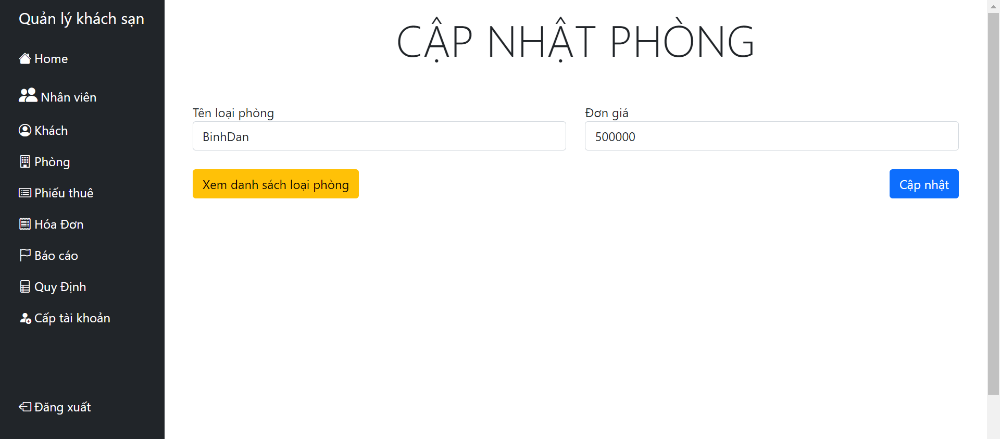 Quản lý khách sạn
Home
Nhân viên
Khách
Phòng
Phiếu thuê
Hóa Đơn
Báo cáo
Quy Định
Cấp tài khoản
Đăng xuất
CẬP NHẬT PHÒNG
Tên loại phòng
BinhDan
Đơn giá
500000
Xem danh sách loại phòng
Cập nhật